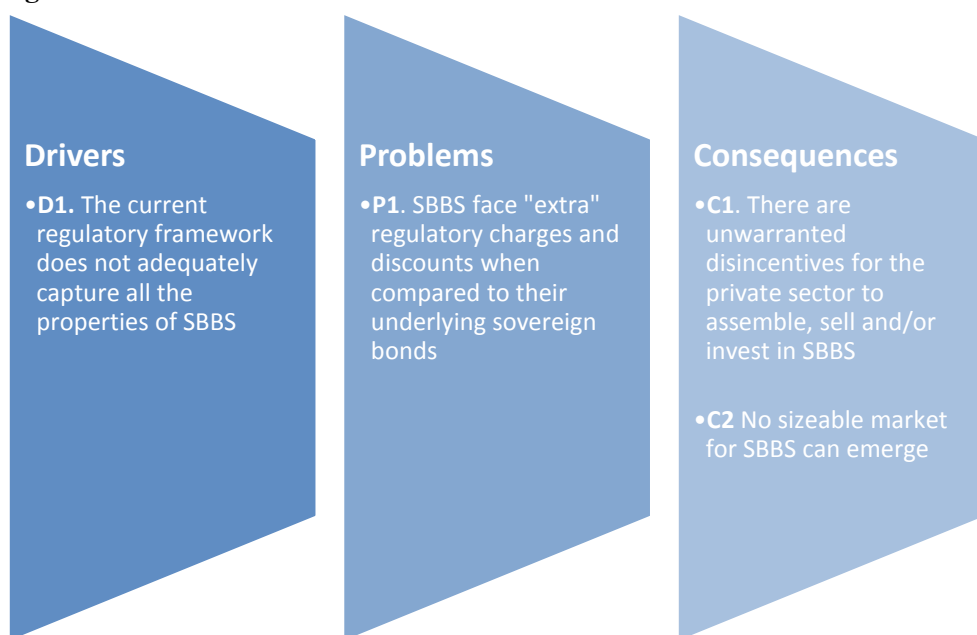 Drivers
•D1. The current
regulatory framework
does not adequately
capture all the
properties of SBBS
Problems
•P1. SBBS face "extra"
regulatory charges and
discounts when
compared to their
underlying sovereign
bonds
Consequences
•C1. There are
unwarranted
disincentives for the
private sector to
assemble, sell and/or
invest in SBBS
•C2 No sizeable market
for SBBS can emerge